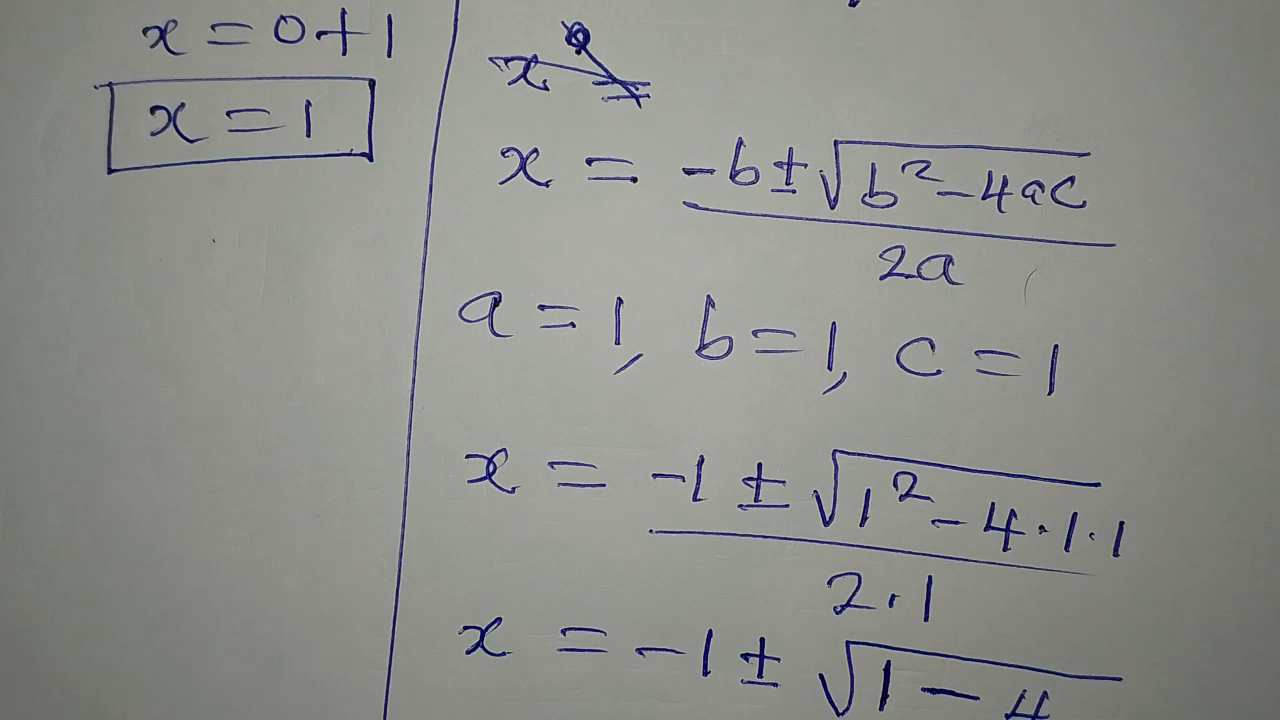 x = 0+1
x = 1
x =
x = -b±√b²-4ac
2a
a = 1, b = 1, c = 1
x = -1 ± √1² - 4·1·1
2·1
x = -1 ± √1 - 4